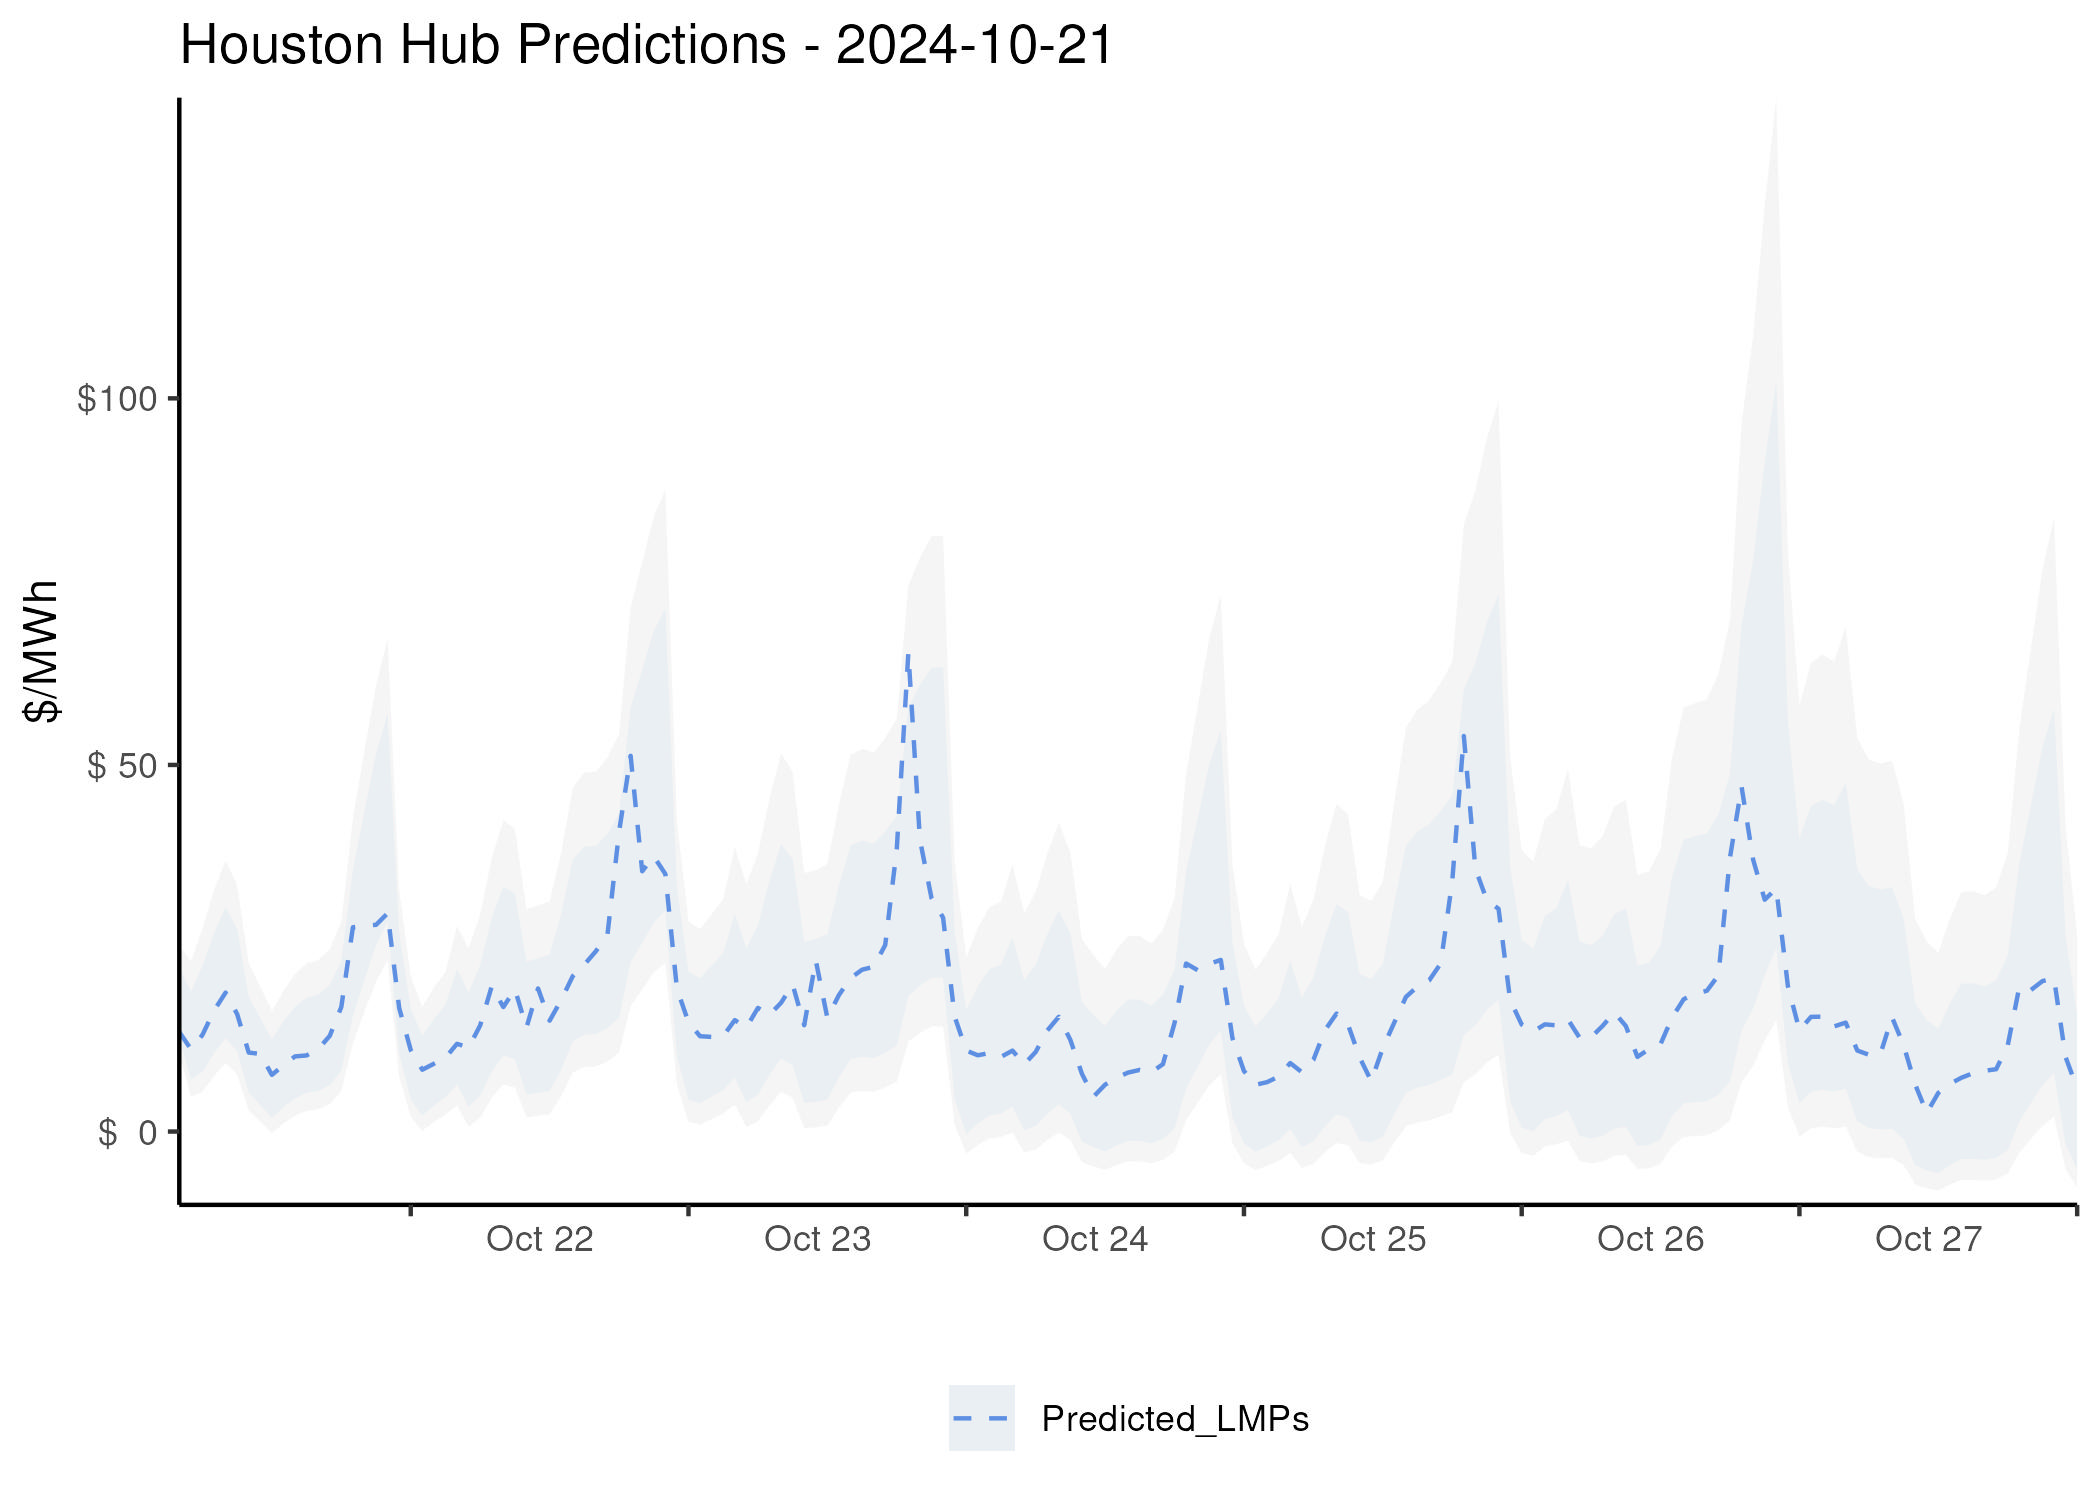 Houston Hub Predictions - 2024-10-21
$/MWh
$100
$ 50
$  0
Oct 22 Oct 23 Oct 24 Oct 25 Oct 26 Oct 27
Predicted_LMPs